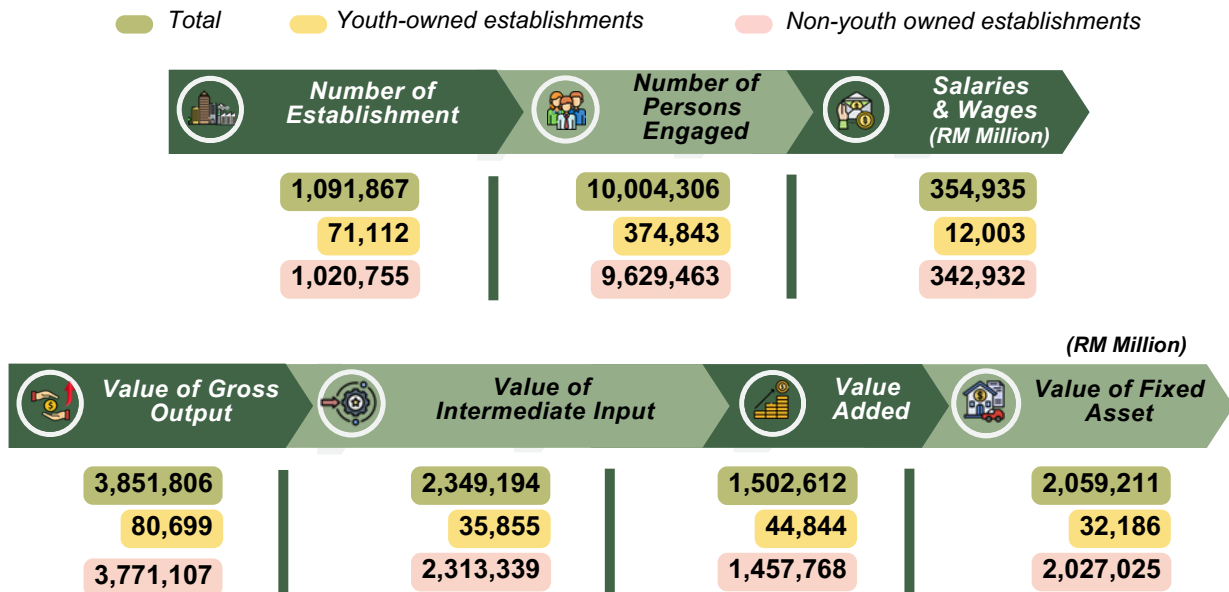 Total
Youth-owned establishments
Non-youth owned establishments
Number of
Establishment
Number of
Persons
Engaged
Salaries
& Wages
(RM Million)
1,091,867
10,004,306
354,935
71,112
374,843
12,003
1,020,755
9,629,463
342,932
(RM Million)
Value of Gross
Output
Value of
Intermediate Input
Value
Added
Value of Fixed
Asset
3,851,806
2,349,194
1,502,612
2,059,211
80,699
35,855
44,844
32,186
3,771,107
2,313,339
1,457,768
2,027,025